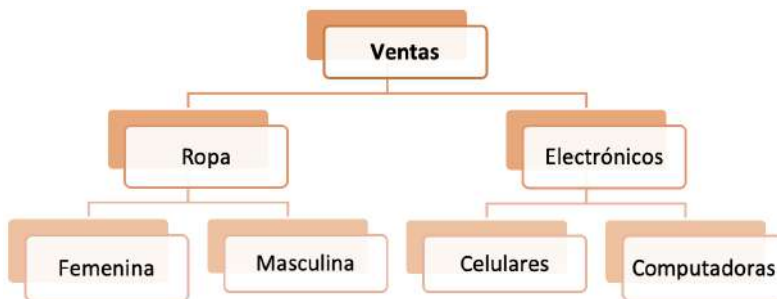 Ventas
Ropa
Electrónicos
Femenina
Masculina
Celulares
Computadoras